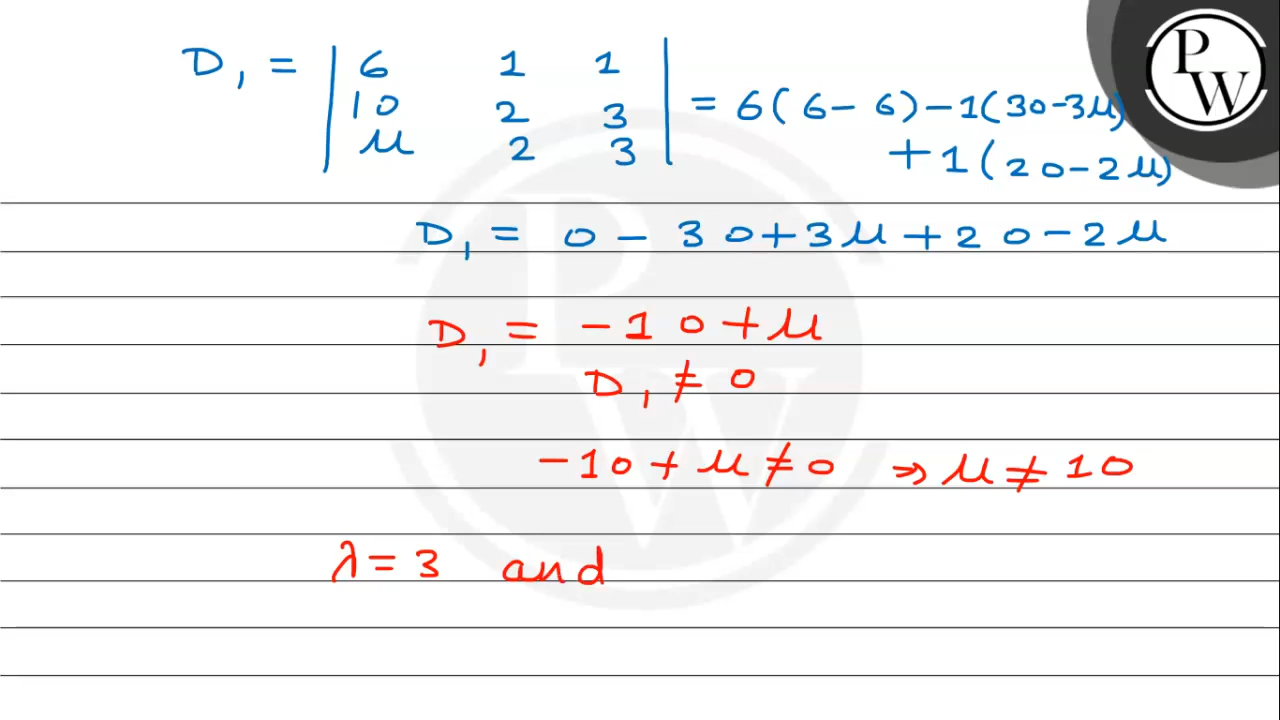 D₁ = | 6 1 1 |
| 10 2 3 | = 6(6-6)-1(30-3μ)
| μ 2 3 | +1(20-2μ)
D₁ = 0-30+3μ+20-2μ
D₁ = -10+μ
D₁ ≠ 0
-10+μ≠0 ⇒ μ≠10
λ=3 and
PW
PW